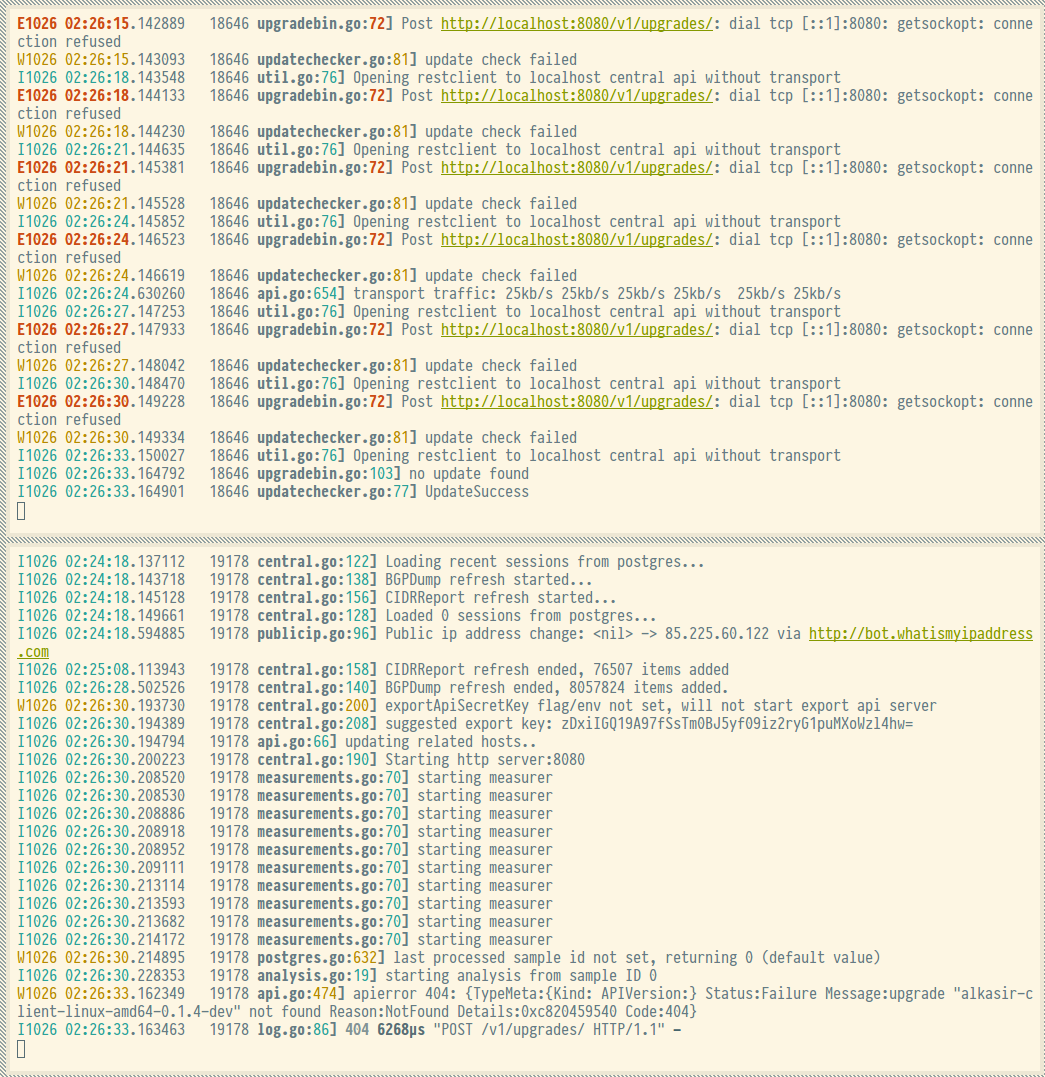 E1026 02:26:15.142889   18646 upgradebin.go:72] Post http://localhost:8080/v1/upgrades/: dial tcp [::1]:8080: getsockopt: conne
ction refused
W1026 02:26:15.143093   18646 updatechecker.go:81] update check failed
I1026 02:26:18.143548   18646 util.go:76] Opening restclient to localhost central api without transport
E1026 02:26:18.144133   18646 upgradebin.go:72] Post http://localhost:8080/v1/upgrades/: dial tcp [::1]:8080: getsockopt: conne
ction refused
W1026 02:26:18.144230   18646 updatechecker.go:81] update check failed
I1026 02:26:21.144635   18646 util.go:76] Opening restclient to localhost central api without transport
E1026 02:26:21.145381   18646 upgradebin.go:72] Post http://localhost:8080/v1/upgrades/: dial tcp [::1]:8080: getsockopt: conne
ction refused
W1026 02:26:21.145528   18646 updatechecker.go:81] update check failed
I1026 02:26:24.145852   18646 util.go:76] Opening restclient to localhost central api without transport
E1026 02:26:24.146523   18646 upgradebin.go:72] Post http://localhost:8080/v1/upgrades/: dial tcp [::1]:8080: getsockopt: conne
ction refused
W1026 02:26:24.146619   18646 updatechecker.go:81] update check failed
I1026 02:26:24.630260   18646 api.go:654] transport traffic: 25kb/s 25kb/s 25kb/s 25kb/s  25kb/s 25kb/s
I1026 02:26:27.147253   18646 util.go:76] Opening restclient to localhost central api without transport
E1026 02:26:27.147933   18646 upgradebin.go:72] Post http://localhost:8080/v1/upgrades/: dial tcp [::1]:8080: getsockopt: conne
ction refused
W1026 02:26:27.148042   18646 updatechecker.go:81] update check failed
I1026 02:26:30.148470   18646 util.go:76] Opening restclient to localhost central api without transport
E1026 02:26:30.149228   18646 upgradebin.go:72] Post http://localhost:8080/v1/upgrades/: dial tcp [::1]:8080: getsockopt: conne
ction refused
W1026 02:26:30.149334   18646 updatechecker.go:81] update check failed
I1026 02:26:33.150027   18646 util.go:76] Opening restclient to localhost central api without transport
I1026 02:26:33.164792   18646 upgradebin.go:103] no update found
I1026 02:26:33.164901   18646 updatechecker.go:77] UpdateSuccess
I1026 02:24:18.137112   19178 central.go:122] Loading recent sessions from postgres...
I1026 02:24:18.143718   19178 central.go:138] BGPDump refresh started...
I1026 02:24:18.145128   19178 central.go:156] CIDRReport refresh started...
I1026 02:24:18.149661   19178 central.go:128] Loaded 0 sessions from postgres...
I1026 02:24:18.594885   19178 publicip.go:96] Public ip address change: <nil> -> 85.225.60.122 via http://bot.whatismyipaddress
.com
I1026 02:25:08.113943   19178 central.go:158] CIDRReport refresh ended, 76507 items added
I1026 02:26:28.502526   19178 central.go:140] BGPDump refresh ended, 8057824 items added.
W1026 02:26:30.193730   19178 central.go:200] exportApiSecretKey flag/env not set, will not start export api server
I1026 02:26:30.194389   19178 central.go:208] suggested export key: zDxiIGQ19A97fSsTm0BJ5yf09iz2ryG1puMXoWzl4hw=
I1026 02:26:30.194794   19178 api.go:66] updating related hosts..
I1026 02:26:30.200223   19178 central.go:190] Starting http server:8080
I1026 02:26:30.208520   19178 measurements.go:70] starting measurer
I1026 02:26:30.208530   19178 measurements.go:70] starting measurer
I1026 02:26:30.208886   19178 measurements.go:70] starting measurer
I1026 02:26:30.208918   19178 measurements.go:70] starting measurer
I1026 02:26:30.208952   19178 measurements.go:70] starting measurer
I1026 02:26:30.209111   19178 measurements.go:70] starting measurer
I1026 02:26:30.213114   19178 measurements.go:70] starting measurer
I1026 02:26:30.213593   19178 measurements.go:70] starting measurer
I1026 02:26:30.213682   19178 measurements.go:70] starting measurer
I1026 02:26:30.214172   19178 measurements.go:70] starting measurer
W1026 02:26:30.214895   19178 postgres.go:632] last processed sample id not set, returning 0 (default value)
I1026 02:26:30.228353   19178 analysis.go:19] starting analysis from sample ID 0
W1026 02:26:33.162349   19178 api.go:474] apierror 404: {TypeMeta:{Kind: APIVersion:} Status:Failure Message:upgrade "alkasir-c
lient-linux-amd64-0.1.4-dev" not found Reason:NotFound Details:0xc820459540 Code:404}
I1026 02:26:33.163463   19178 log.go:86] 404 6268µs "POST /v1/upgrades/ HTTP/1.1" -